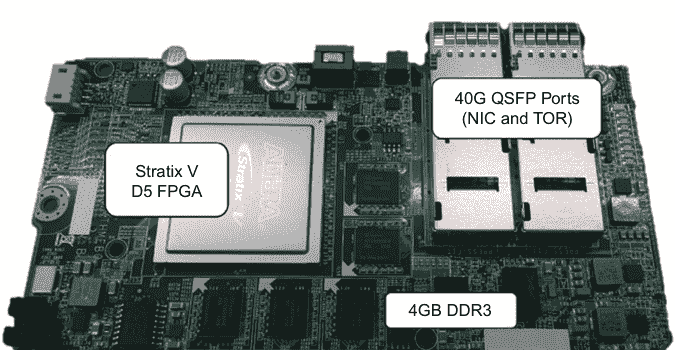 40G QSFP Ports
(NIC and TOR)
Stratix V
D5 FPGA
ALTERA
Stratix V
4GB DDR3